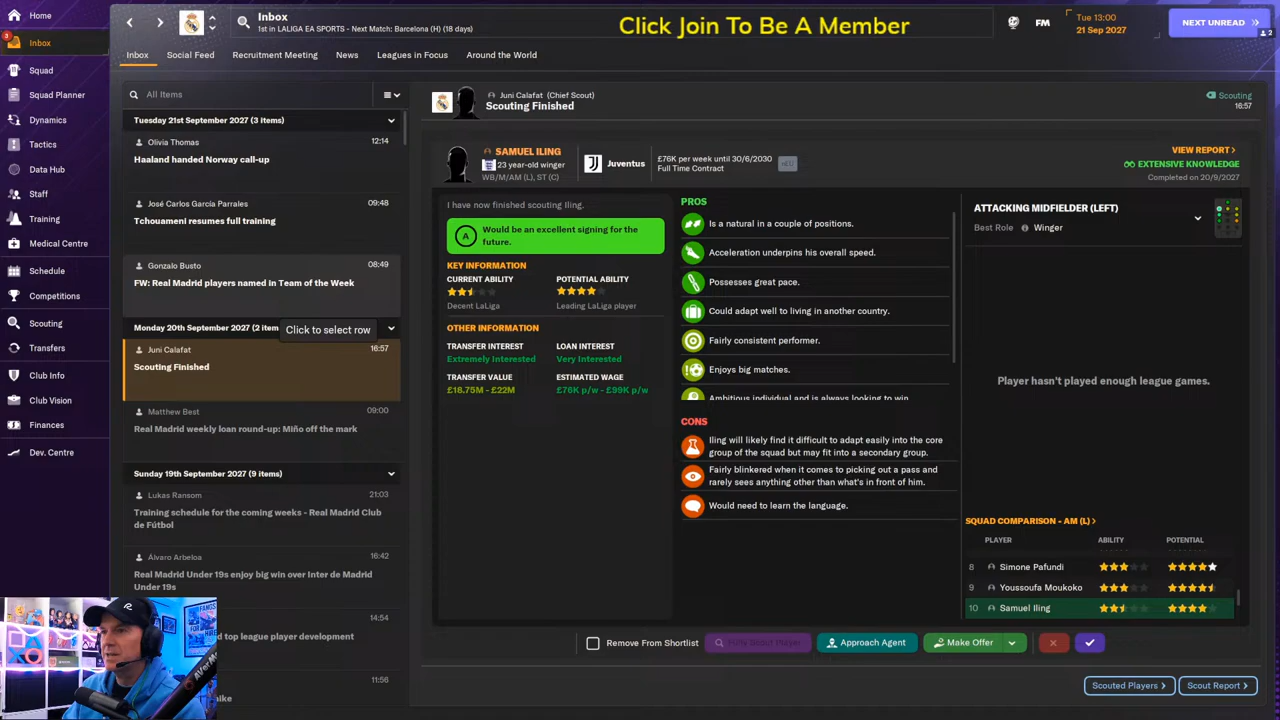 Home
3
Inbox
Squad
Squad Planner
Dynamics
Tactics
Data Hub
Staff
Training
Medical Centre
Schedule
Competitions
Scouting
Transfers
Club Info
Club Vision
Finances
Dev. Centre
Inbox
1st in LALIGA EA SPORTS - Next Match: Barcelona (H) (18 days)
Click Join To Be A Member
FM
Tue 13:00
21 Sep 2027
NEXT UNREAD
2
Inbox
Social Feed
Recruitment Meeting
News
Leagues in Focus
Around the World
All Items
Tuesday 21st September 2027 (3 items)
Olivia Thomas 12:14
Haaland handed Norway call-up
José Carlos García Parrales 09:48
Tchouameni resumes full training
Gonzalo Busto 08:49
FW: Real Madrid players named in Team of the Week
Monday 20th September 2027 (2 item
Click to select row
Juni Calafat 16:57
Scouting Finished
Matthew Best 09:00
Real Madrid weekly loan round-up: Miño off the mark
Sunday 19th September 2027 (9 items)
Lukas Ransom 21:03
Training schedule for the coming weeks - Real Madrid Club
de Fútbol
Álvaro Arbeloa 16:42
Real Madrid Under 19s enjoy big win over Inter de Madrid
Under 19s
14:54
top league player development
11:56
Juni Calafat (Chief Scout)
Scouting Finished
Scouting
16:57
SAMUEL ILING
23 year-old winger
WB/M/AM (L), ST (C)
Juventus
£76K per week until 30/6/2030
Full Time Contract
VIEW REPORT
EXTENSIVE KNOWLEDGE
Completed on 20/9/2027
I have now finished scouting Iling.
A
Would be an excellent signing for the
future.
KEY INFORMATION
CURRENT ABILITY POTENTIAL ABILITY
Decent LaLiga Leading LaLiga player
OTHER INFORMATION
TRANSFER INTEREST LOAN INTEREST
Extremely Interested Very Interested
TRANSFER VALUE ESTIMATED WAGE
£18.75M - £22M £76K p/w - £99K p/w
PROS
Is a natural in a couple of positions.
Acceleration underpins his overall speed.
Possesses great pace.
Could adapt well to living in another country.
Fairly consistent performer.
Enjoys big matches.
Ambitious individual and is always looking to win
CONS
Iling will likely find it difficult to adapt easily into the core
group of the squad but may fit into a secondary group.
Fairly blinkered when it comes to picking out a pass and
rarely sees anything other than what's in front of him.
Would need to learn the language.
ATTACKING MIDFIELDER (LEFT)
Best Role Winger
Player hasn't played enough league games.
SQUAD COMPARISON - AM (L)
PLAYER ABILITY POTENTIAL
8 Simone Pafundi
9 Youssoufa Moukoko
10 Samuel Iling
Remove From Shortlist
Approach Agent
Make Offer
Scouted Players
Scout Report